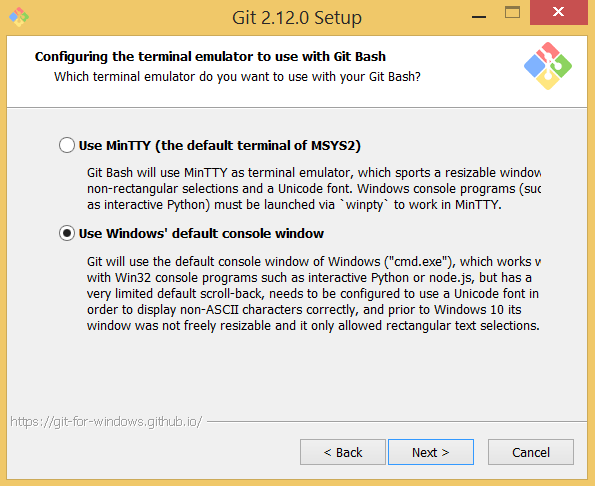 Git 2.12.0 Setup
Configuring the terminal emulator to use with Git Bash
Which terminal emulator do you want to use with your Git Bash?
Use MinTTY (the default terminal of MSYS2)
Git Bash will use MinTTY as terminal emulator, which sports a resizable window
non-rectangular selections and a Unicode font. Windows console programs (suc
as interactive Python) must be launched via `winpty` to work in MinTTY.
Use Windows' default console window
Git will use the default console window of Windows ("cmd.exe"), which works w
with Win32 console programs such as interactive Python or node.js, but has a
very limited default scroll-back, needs to be configured to use a Unicode font in
order to display non-ASCII characters correctly, and prior to Windows 10 its
window was not freely resizable and it only allowed rectangular text selections.
https://git-for-windows.github.io/
< Back
Next >
Cancel